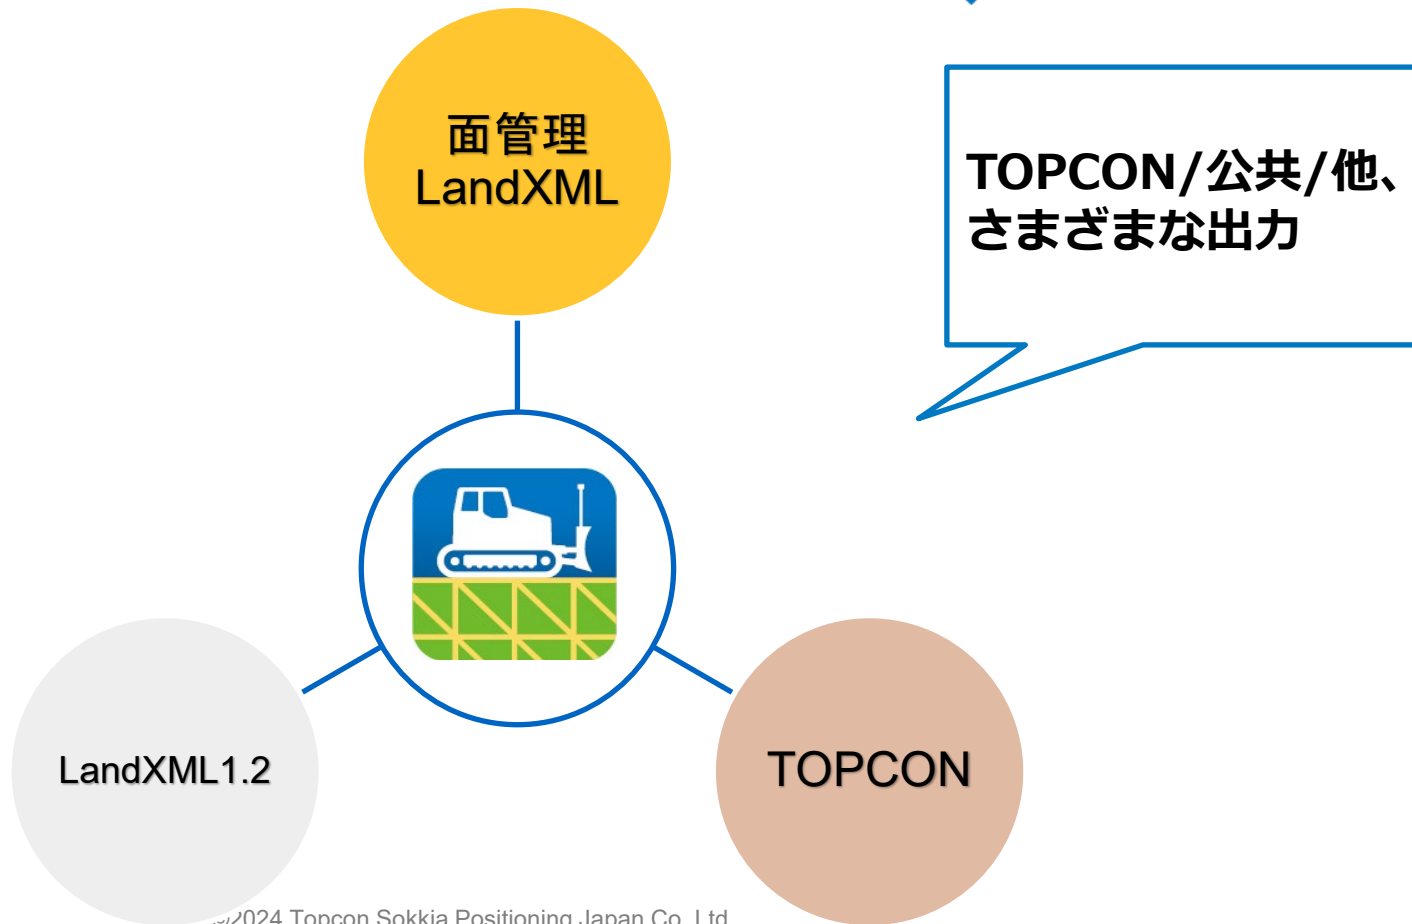 面管理
LandXML
TOPCON/公共/他、
さまざまな出力
LandXML1.2
TOPCON
/2024 Topcon Sokkia Positioning Japan Co.,Ltd